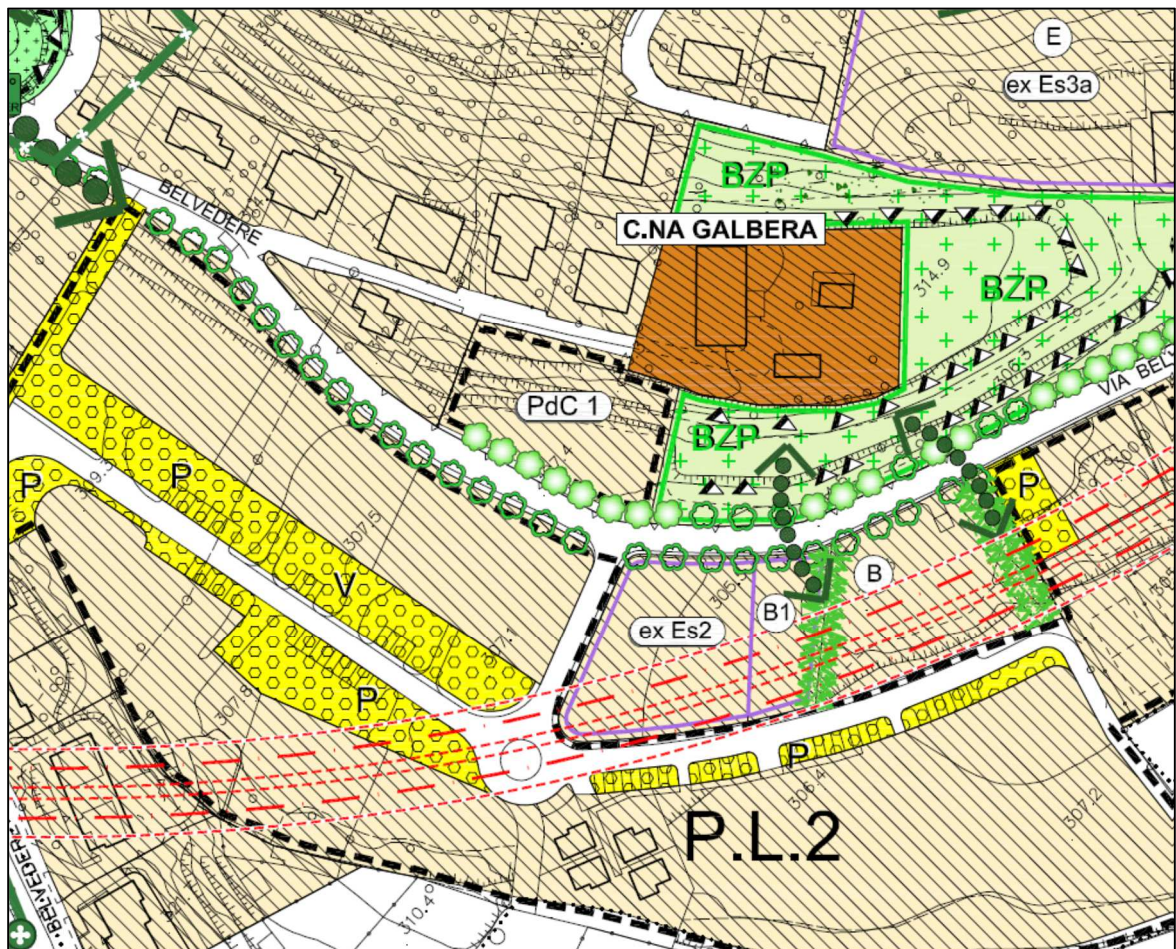 E
ex Es3a
BZP
BELVEDERE
C.NA GALBERA
314.9
BZP
PdC 1
BZP
VIA BEL
P
P
P
V
305
B
B1
ex Es2
P
307.8
P
306.4
307.2
P.L.2
BELVEDERE
310.4